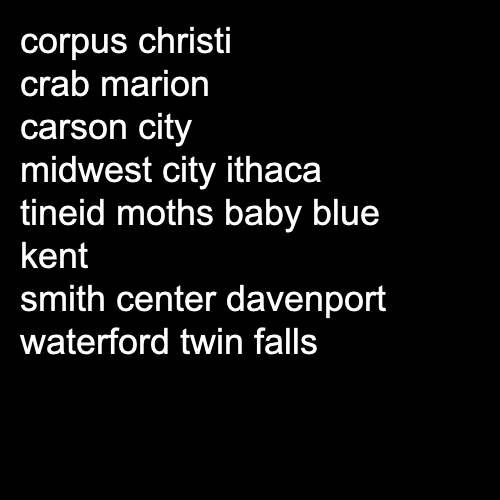 corpus christi
crab marion
carson city
midwest city ithaca
tineid moths baby blue
kent
smith center davenport
waterford twin falls